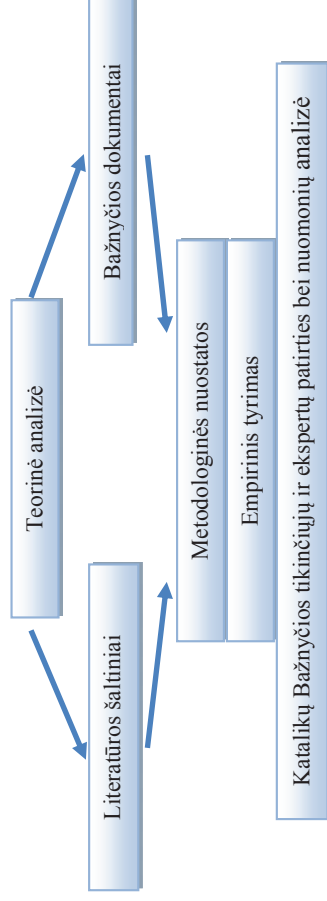 Teorinė analizė
Literatūros šaltiniai
Bažnyčios dokumentai
Metodologinės nuostatos
Empirinis tyrimas
Katalikų Bažnyčios tikinčiųjų ir ekspertų patirties bei nuomonių analizė